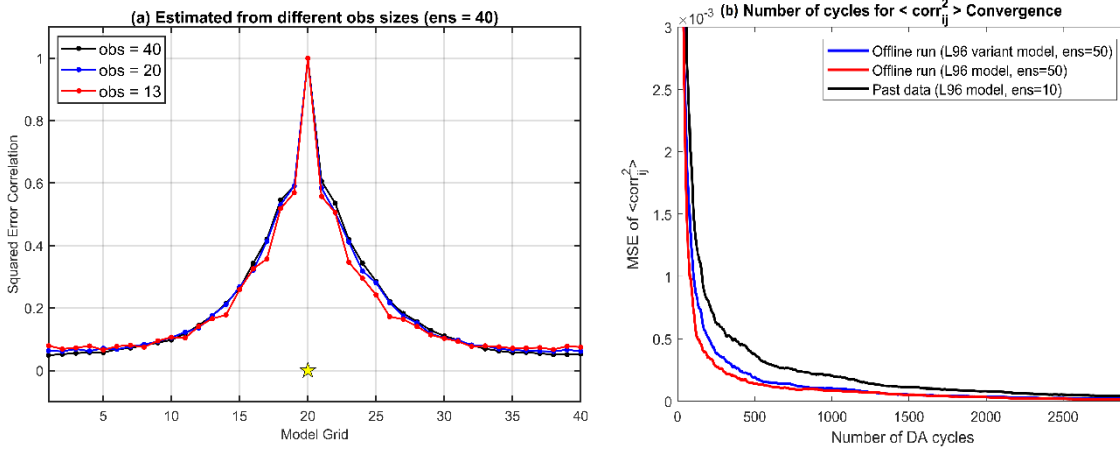 (a) Estimated from different obs sizes (ens = 40)
obs = 40
obs = 20
obs = 13
Squared Error Correlation
1
0.8
0.6
0.4
0.2
0
5 10 15 20 25 30 35 40
Model Grid
(b) Number of cycles for < corr²ᵢⱼ > Convergence
×10⁻³
Offline run (L96 variant model, ens=50)
Offline run (L96 model, ens=50)
Past data (L96 model, ens=10)
MSE of <corr²ᵢⱼ>
3
2.5
2
1.5
1
0.5
0
0 500 1000 1500 2000 2500
Number of DA cycles